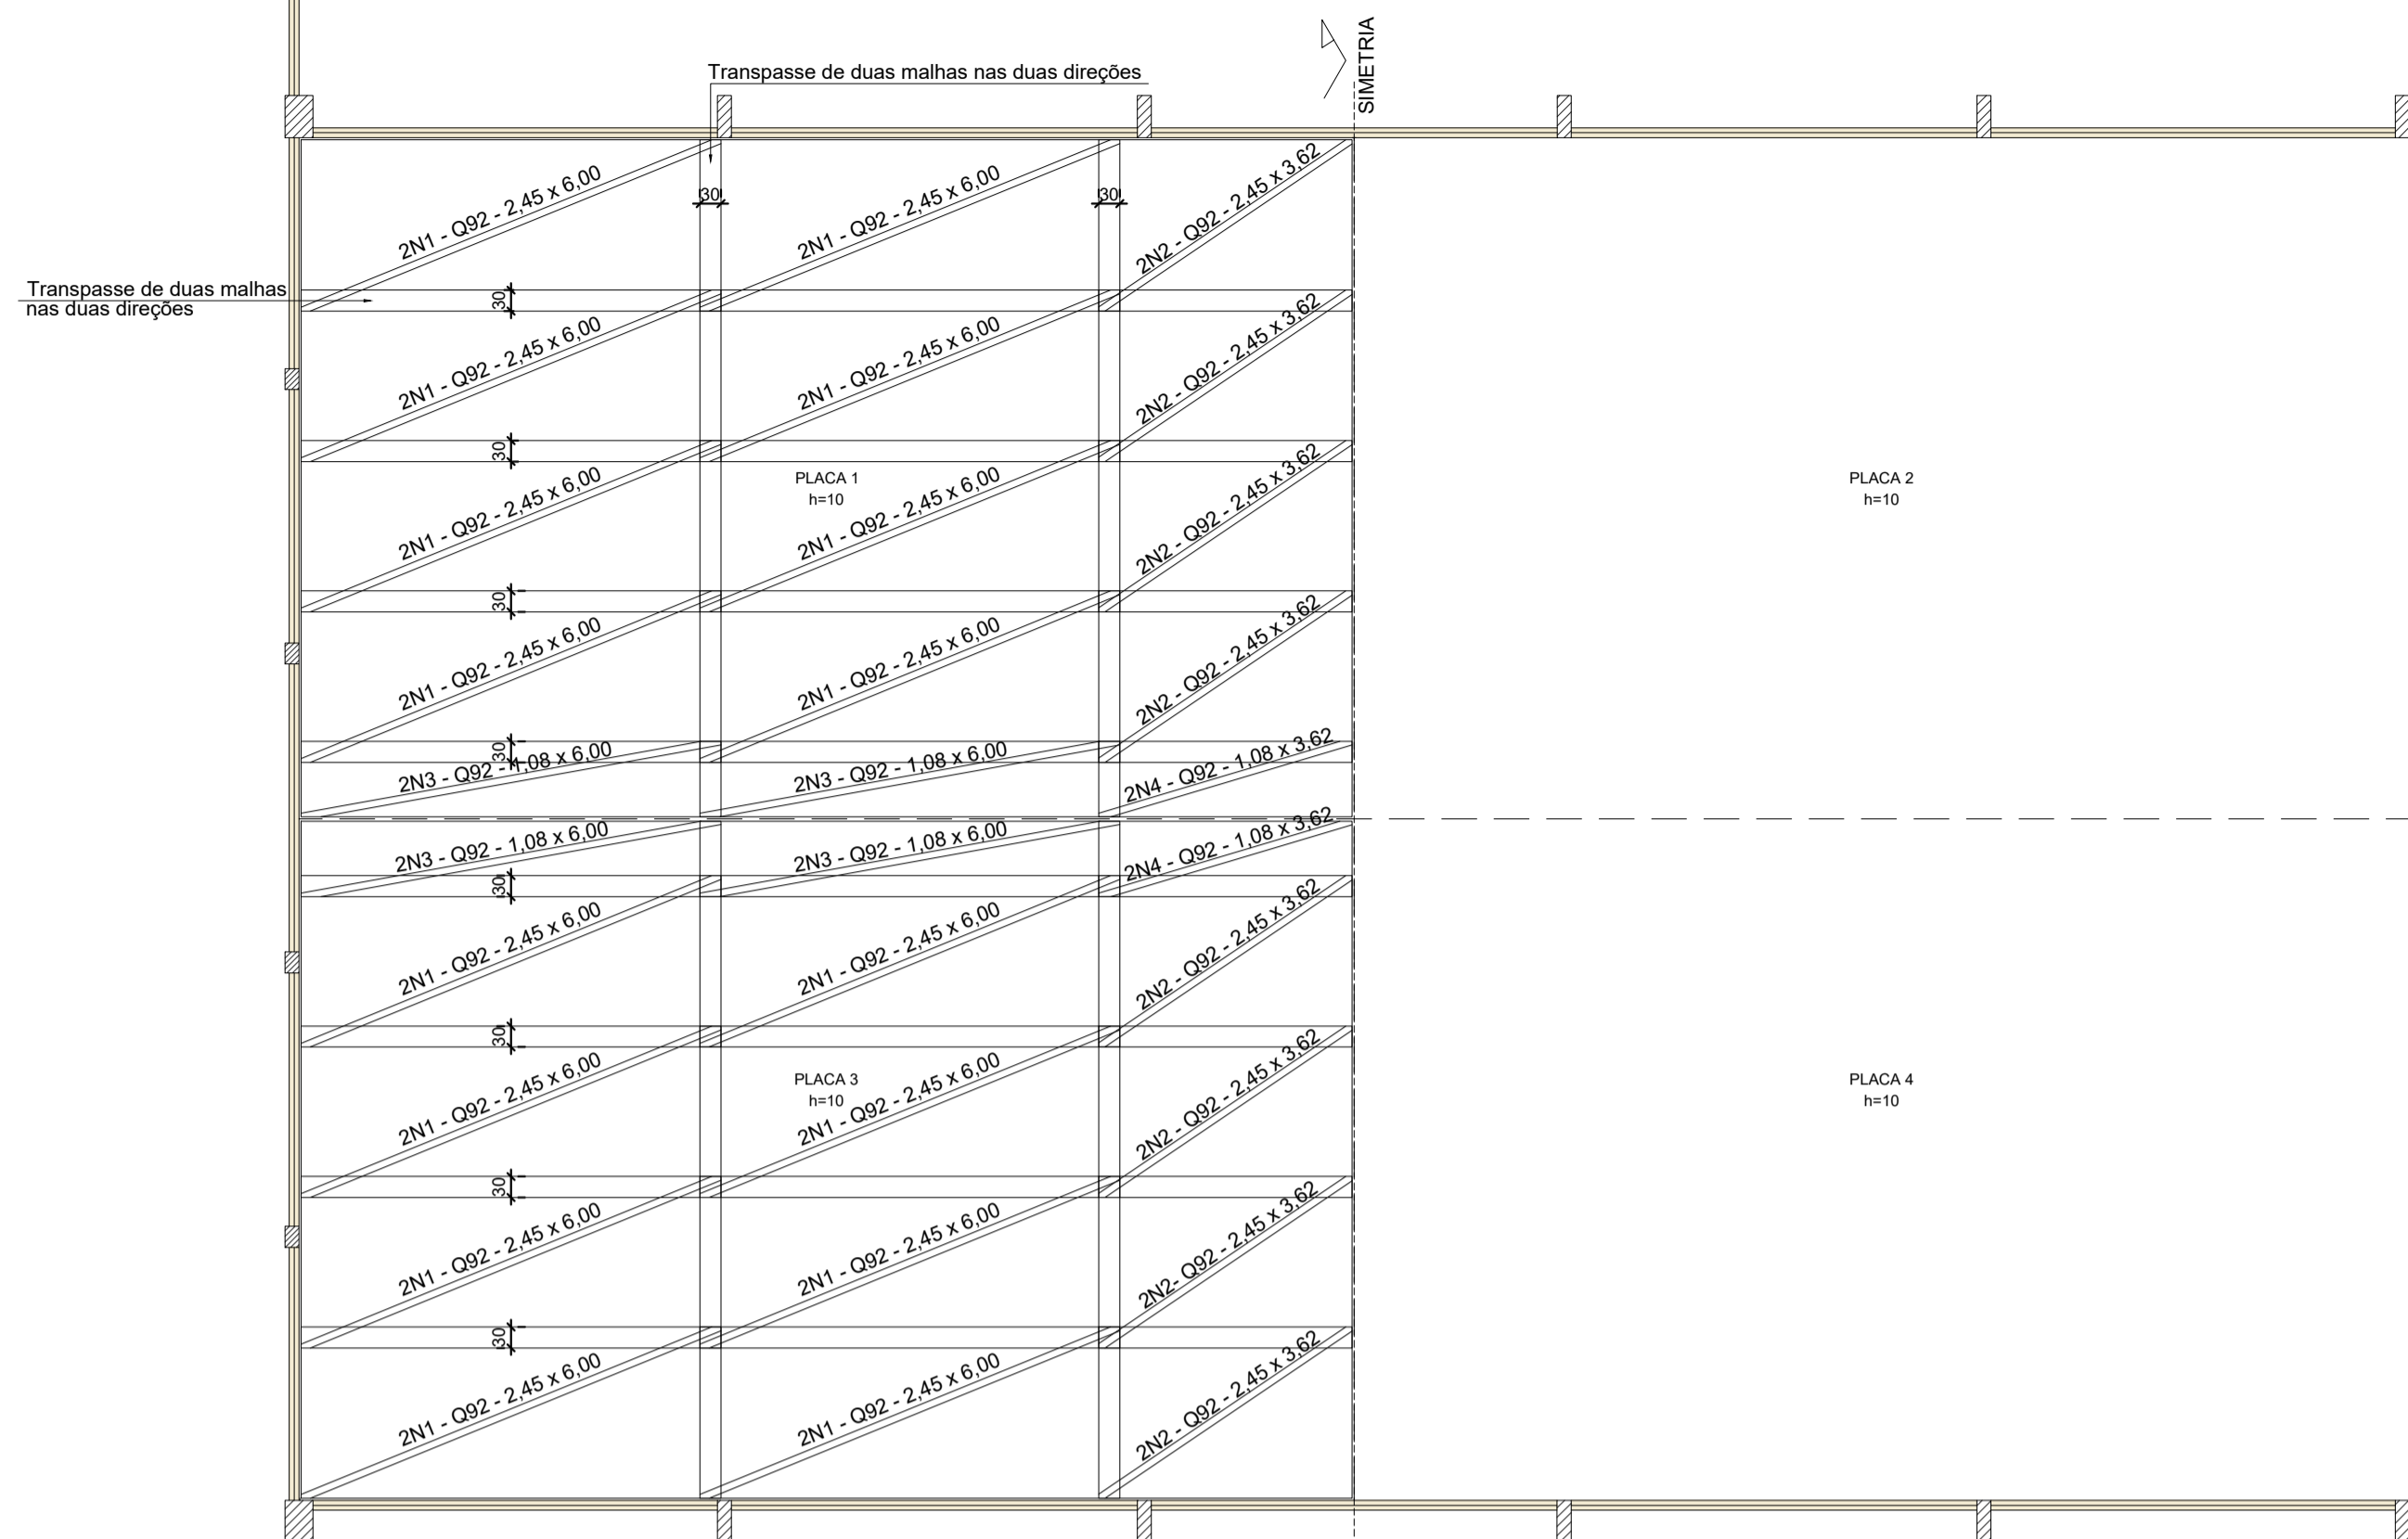 SIMETRIA
Transpasse de duas malhas nas duas direções
2N1 - Q92 - 2,45 x 6,00
2N1 - Q92 - 2,45 x 6,00
2N2 - Q92 - 2,45 x 3,62
30
30
Transpasse de duas malhas
nas duas direções
30
2N1 - Q92 - 2,45 x 6,00
2N1 - Q92 - 2,45 x 6,00
2N2 - Q92 - 2,45 x 3,62
30
PLACA 1
h=10
PLACA 2
h=10
2N1 - Q92 - 2,45 x 6,00
2N1 - Q92 - 2,45 x 6,00
2N2 - Q92 - 2,45 x 3,62
30
2N1 - Q92 - 2,45 x 6,00
2N1 - Q92 - 2,45 x 6,00
2N2 - Q92 - 2,45 x 3,62
30
2N3 - Q92 - 1,08 x 6,00
2N3 - Q92 - 1,08 x 6,00
2N4 - Q92 - 1,08 x 3,62
2N3 - Q92 - 1,08 x 6,00
2N3 - Q92 - 1,08 x 6,00
2N4 - Q92 - 1,08 x 3,62
30
2N1 - Q92 - 2,45 x 6,00
2N1 - Q92 - 2,45 x 6,00
2N2 - Q92 - 2,45 x 3,62
30
PLACA 3
h=10
PLACA 4
h=10
2N1 - Q92 - 2,45 x 6,00
2N1 - Q92 - 2,45 x 6,00
2N2 - Q92 - 2,45 x 3,62
30
2N1 - Q92 - 2,45 x 6,00
2N1 - Q92 - 2,45 x 6,00
2N2- Q92 - 2,45 x 3,62
30
2N1 - Q92 - 2,45 x 6,00
2N1 - Q92 - 2,45 x 6,00
2N2 - Q92 - 2,45 x 3,62